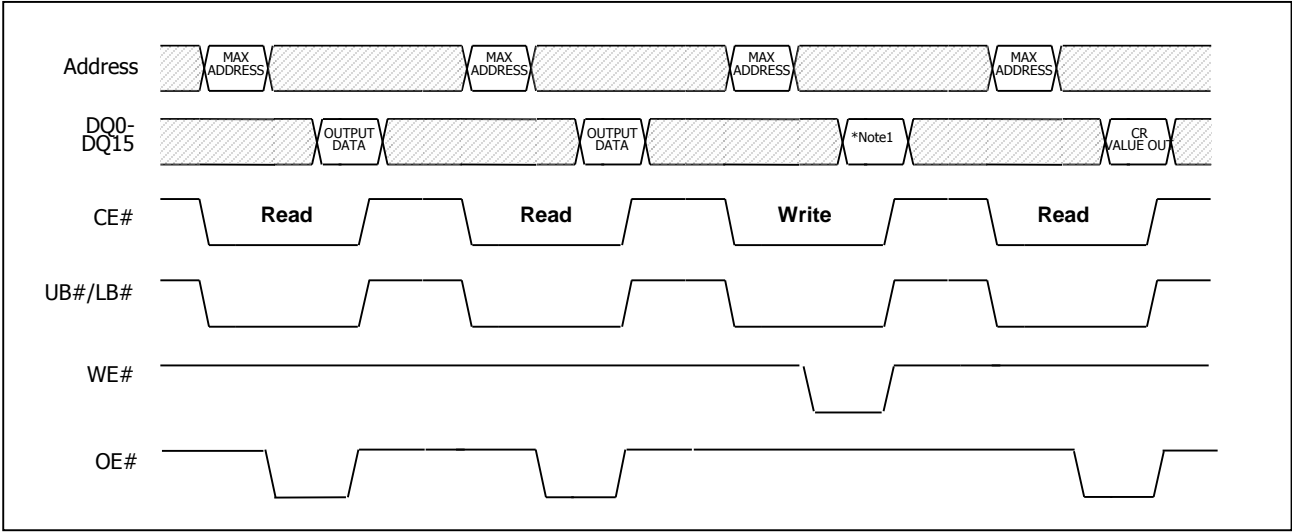 Address
MAX
ADDRESS
MAX
ADDRESS
MAX
ADDRESS
MAX
ADDRESS
DQ0-
DQ15
OUTPUT
DATA
OUTPUT
DATA
*Note1
CR
VALUE OUT
CE#
Read
Read
Write
Read
UB#/LB#
WE#
OE#